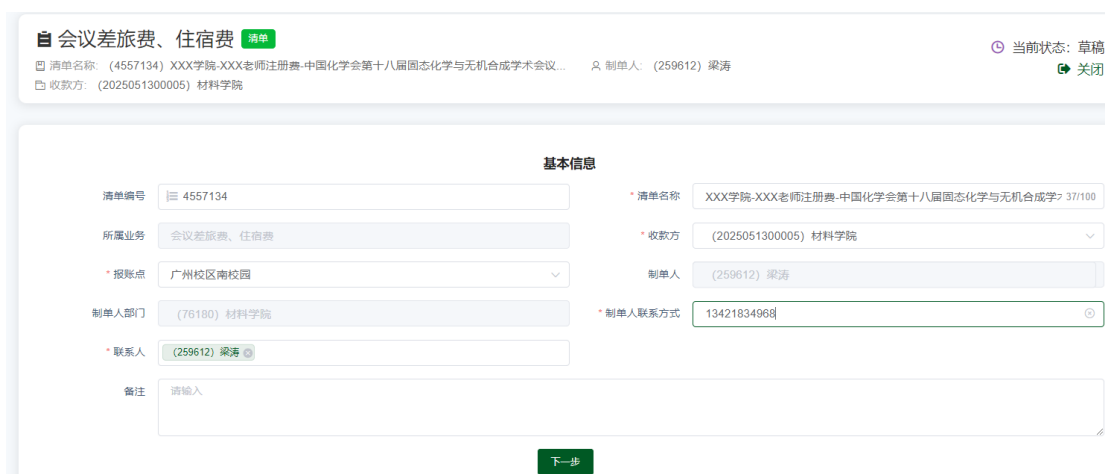 会议差旅费、住宿费 清单
清单名称: (4557134) XXX学院-XXX老师注册费-中国化学会第十八届固态化学与无机合成学术会议... 制单人: (259612) 梁涛
收款方: (2025051300005) 材料学院
当前状态: 草稿
关闭
基本信息
清单编号 4557134
* 清单名称 XXX学院-XXX老师注册费-中国化学会第十八届固态化学与无机合成学术 37/100
所属业务 会议差旅费、住宿费
* 收款方 (2025051300005) 材料学院
* 报账点 广州校区南校园
制单人 (259612) 梁涛
制单人部门 (76180) 材料学院
* 制单人联系方式 13421834968
* 联系人 (259612) 梁涛
备注 请输入
下一步